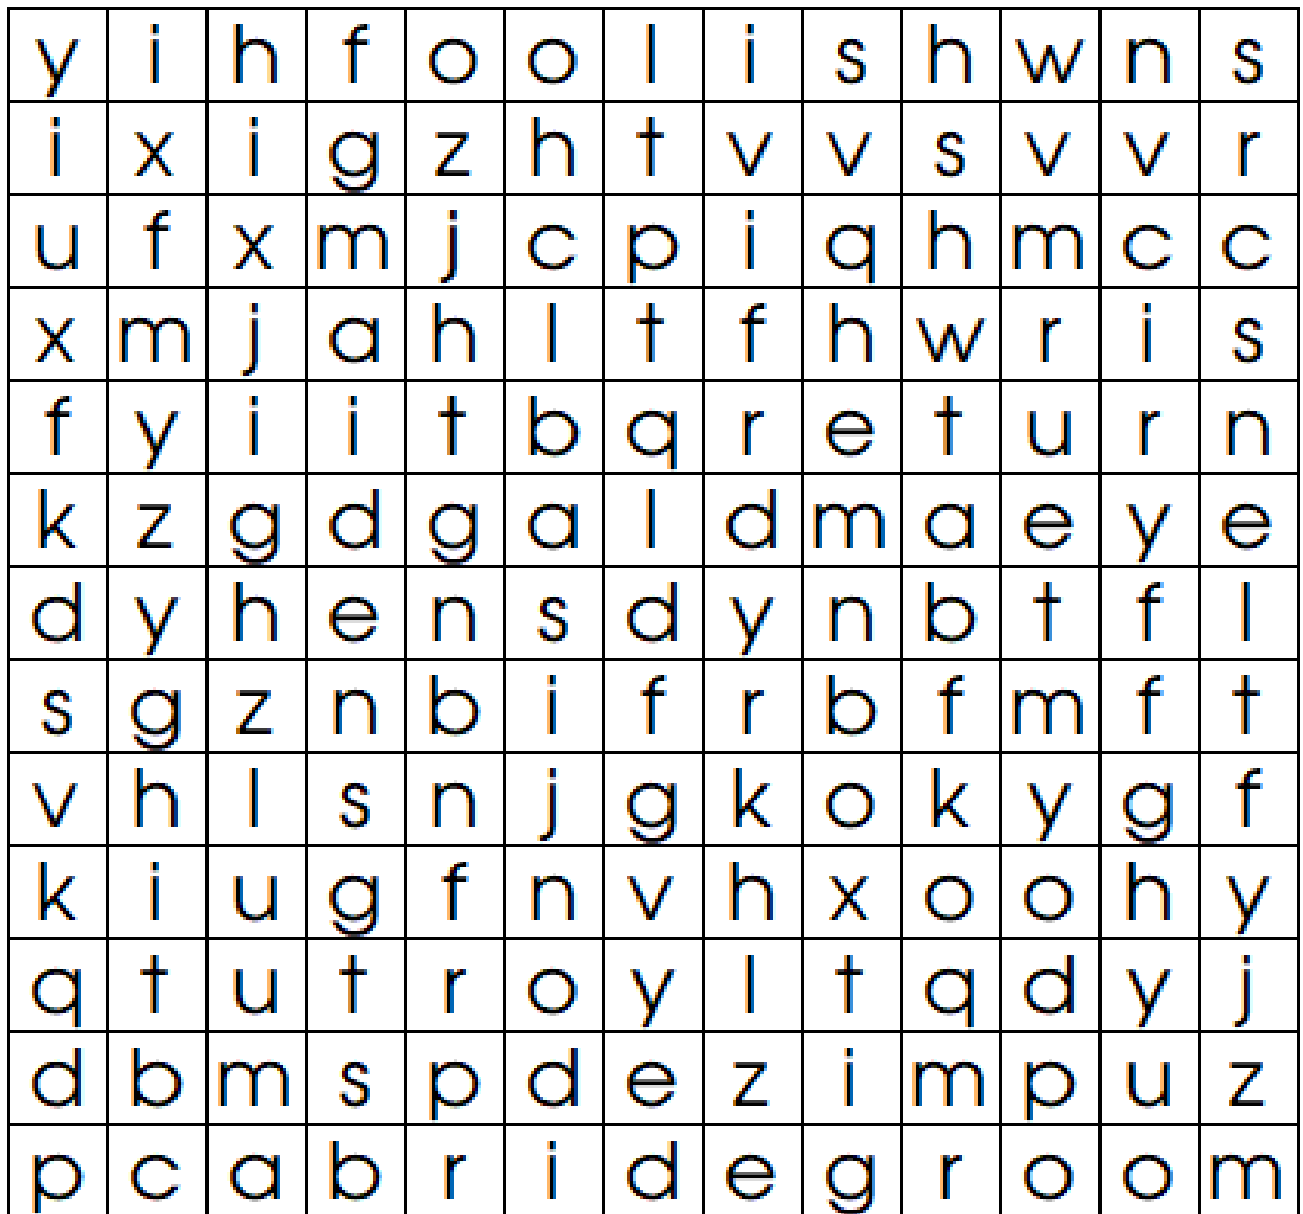 y i h f o o l i s h w n s
i x i g z h t v v s v v r
u f x m j c p i q h m c c
x m j a h l t f h w r i s
f y i i t b q r e t u r n
k z g d g a l d m a e y e
d y h e n s d y n b t f l
s g z n b i f r b f m f t
v h l s n j g k o k y g f
k i u g f n v h x o o h y
q t u t r o y l t q d y j
d b m s p d e z i m p u z
p c a b r i d e g r o o m